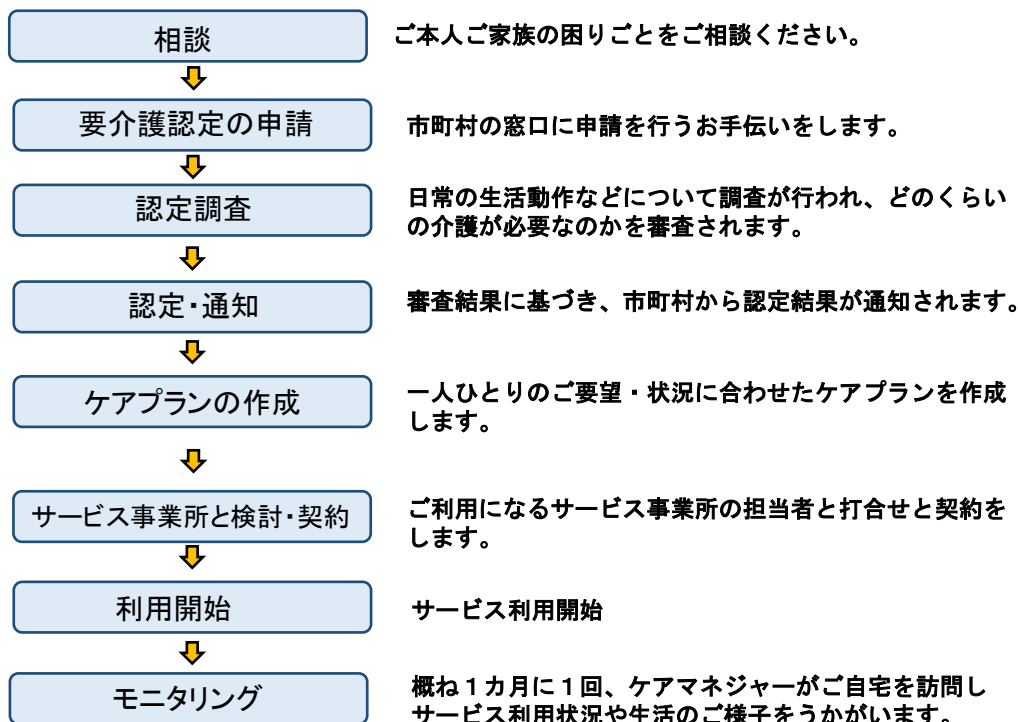 相談
ご本人ご家族の困りごとをご相談ください。
要介護認定の申請
市町村の窓口に申請を行うお手伝いをします。
認定調査
日常の生活動作などについて調査が行われ、どのくらい
の介護が必要なのかを審査されます。
認定・通知
審査結果に基づき、市町村から認定結果が通知されます。
ケアプランの作成
一人ひとりのご要望・状況に合わせたケアプランを作成
します。
サービス事業所と検討・契約
ご利用になるサービス事業所の担当者と打合せと契約を
します。
利用開始
サービス利用開始
モニタリング
概ね１カ月に１回、ケアマネジャーがご自宅を訪問し
サービス利用状況や生活のご様子をうかがいます。